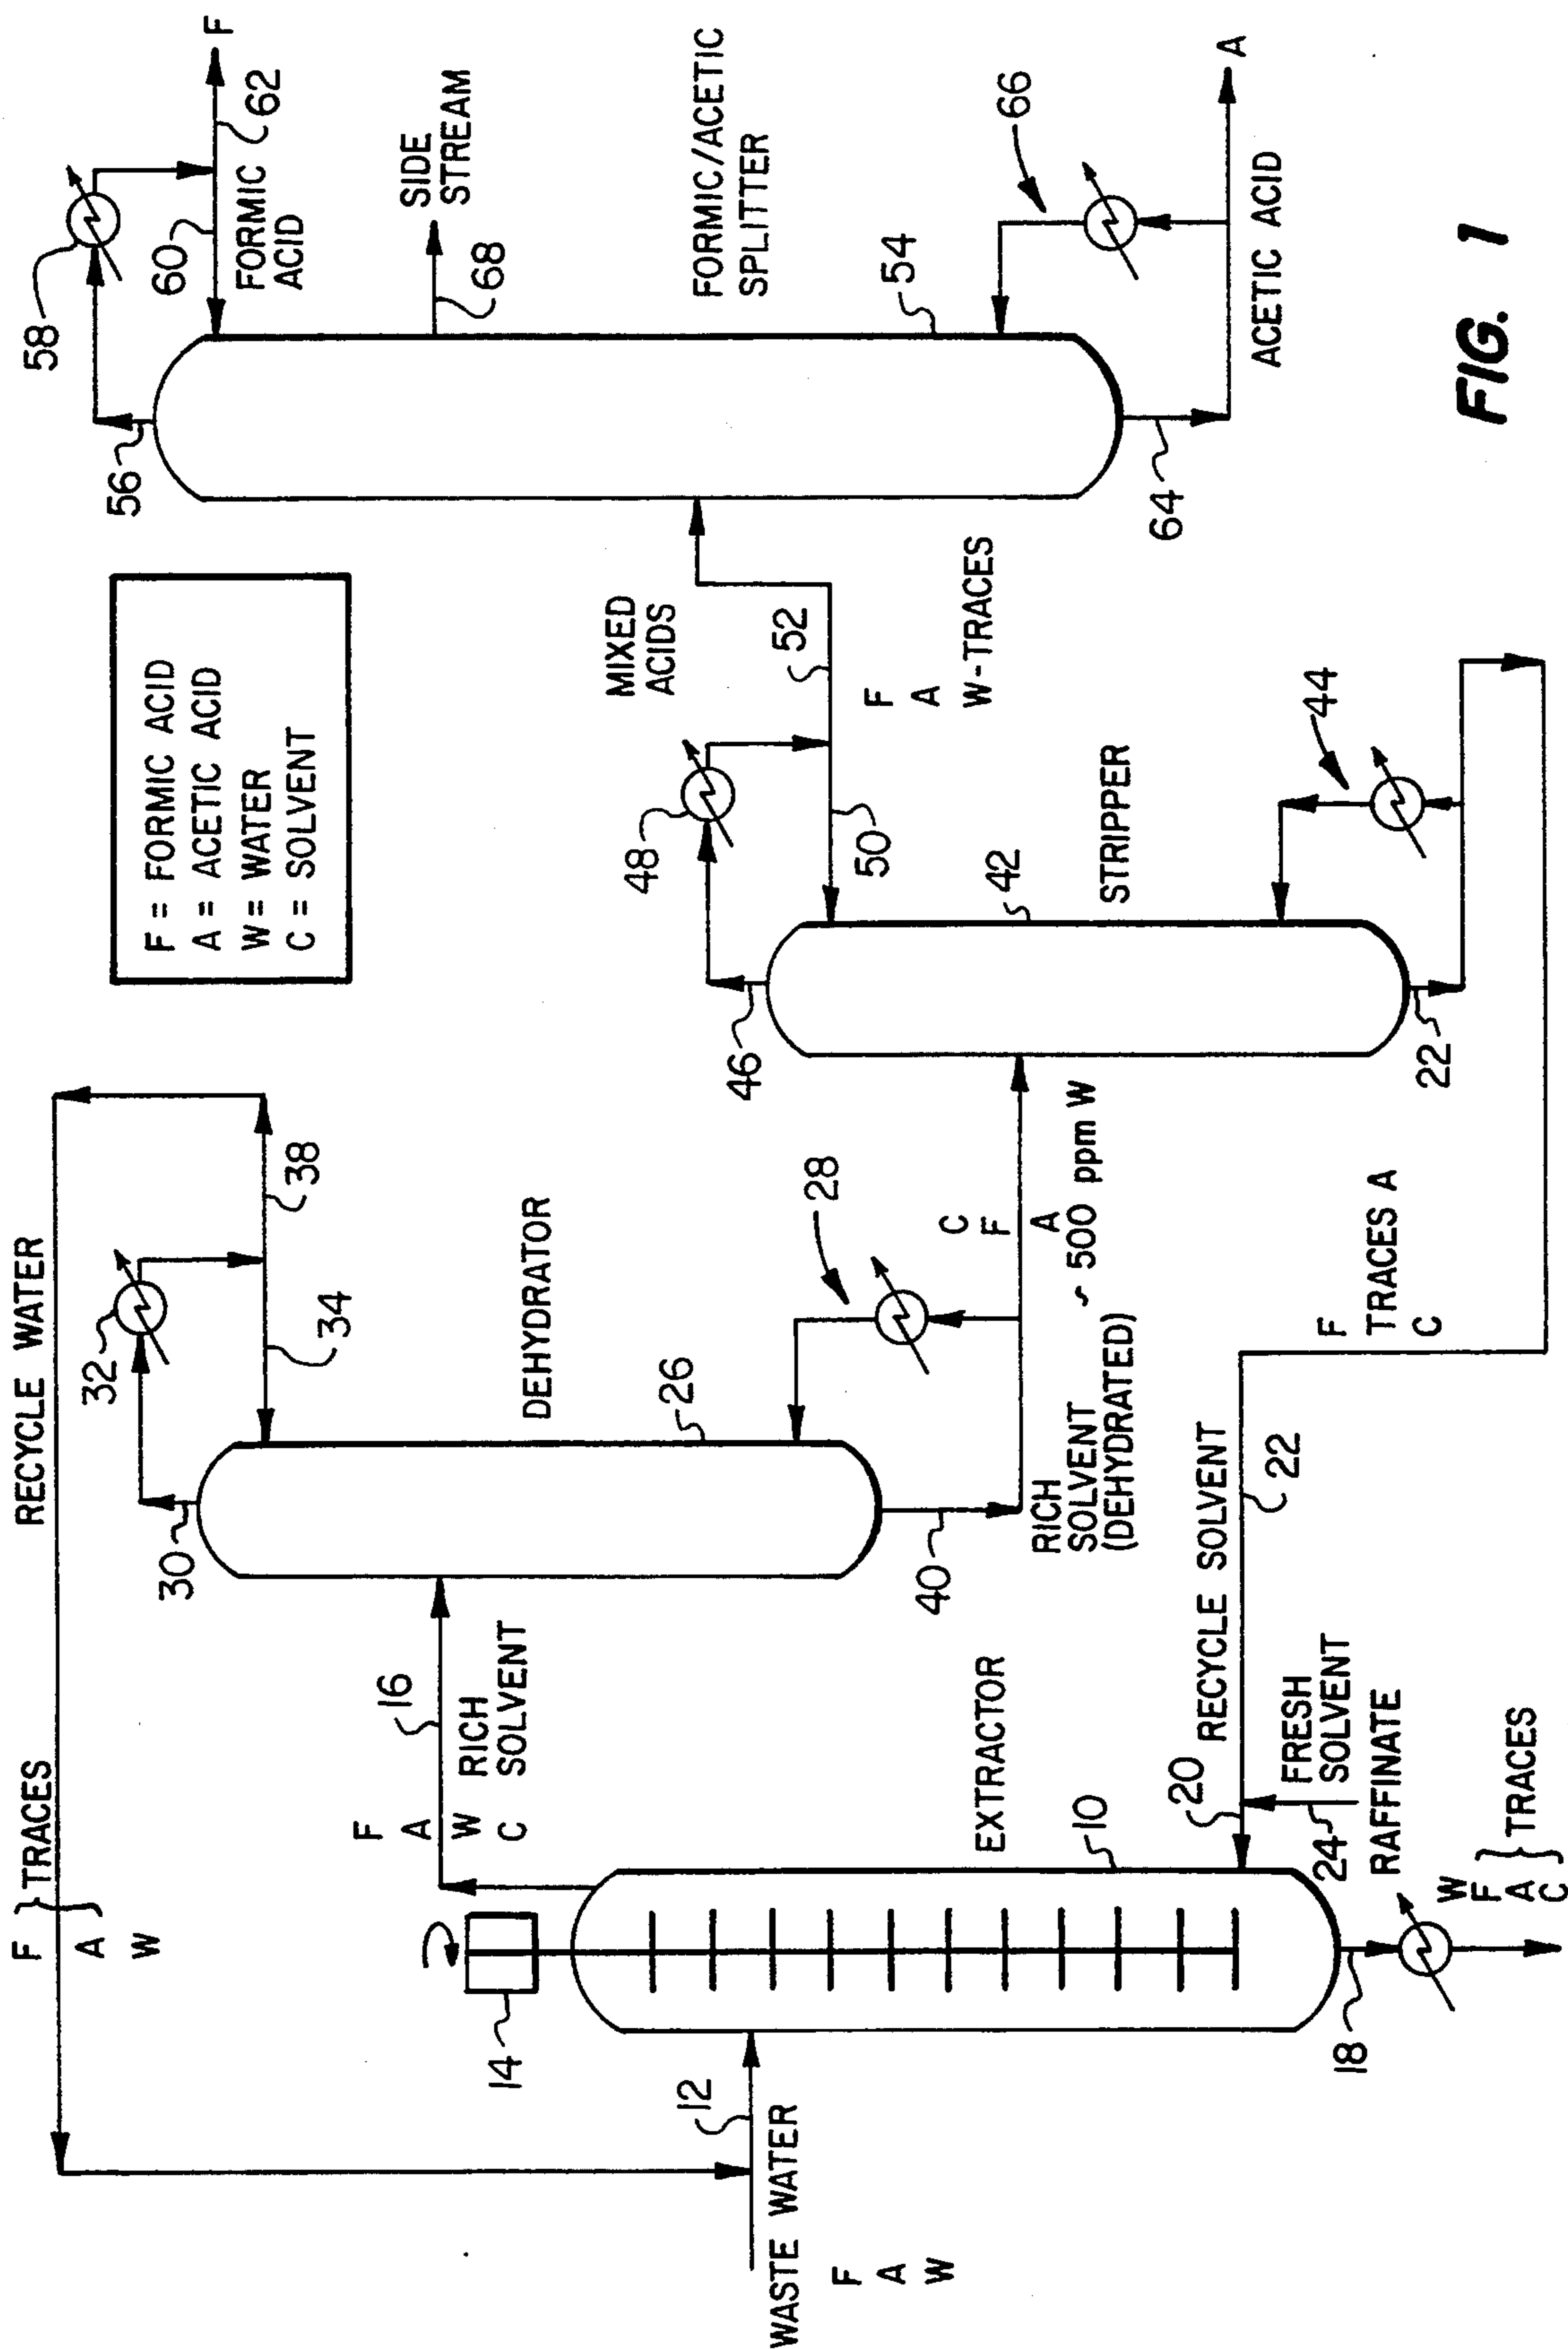 RECYCLE WATER
F
A
} TRACES
W
30
32
34
38
F = FORMIC ACID
A = ACETIC ACID
W = WATER
C = SOLVENT
56
58
60
FORMIC
ACID
62
F
SIDE
STREAM
68
FORMIC/ACETIC
SPLITTER
54
66
64
ACETIC ACID
A
14
F
A
W
C
16
RICH
SOLVENT
DEHYDRATOR
26
28
40
RICH
SOLVENT
(DEHYDRATED)
C
F
A
~ 500 ppm W
MIXED
ACIDS
46
48
50
52
F
A
W-TRACES
STRIPPER
42
44
22
WASTE WATER
12
F
A
W
EXTRACTOR
10
20
RECYCLE SOLVENT
22
F
TRACES A
C
FRESH
SOLVENT
24
RAFFINATE
18
W
F
A
C
} TRACES
FIG. 1